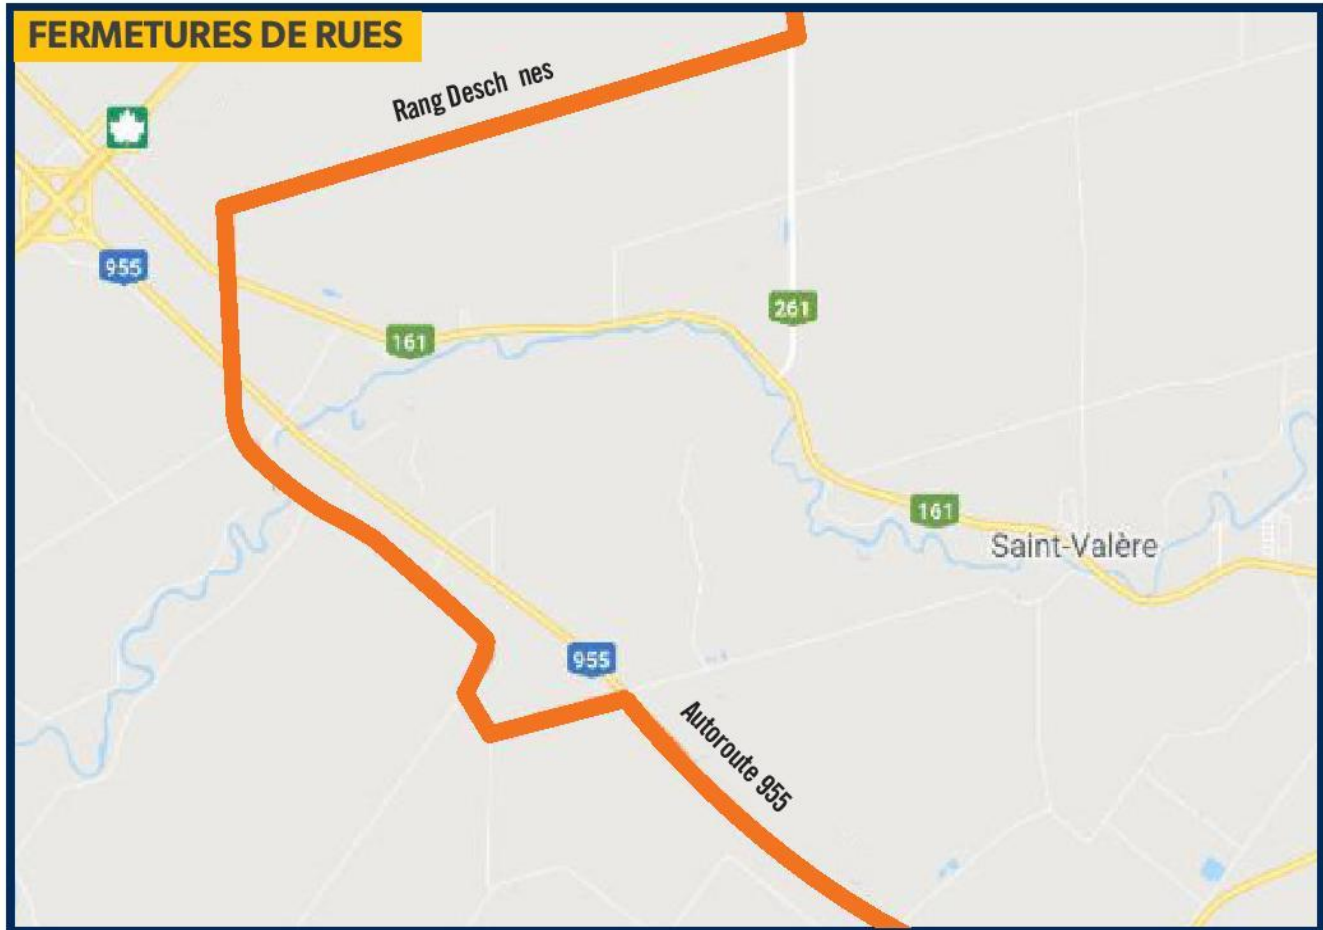 FERMETURES DE RUES
Rang Desch nes
955
261
161
161
Saint-Valère
955
Autoroute 955